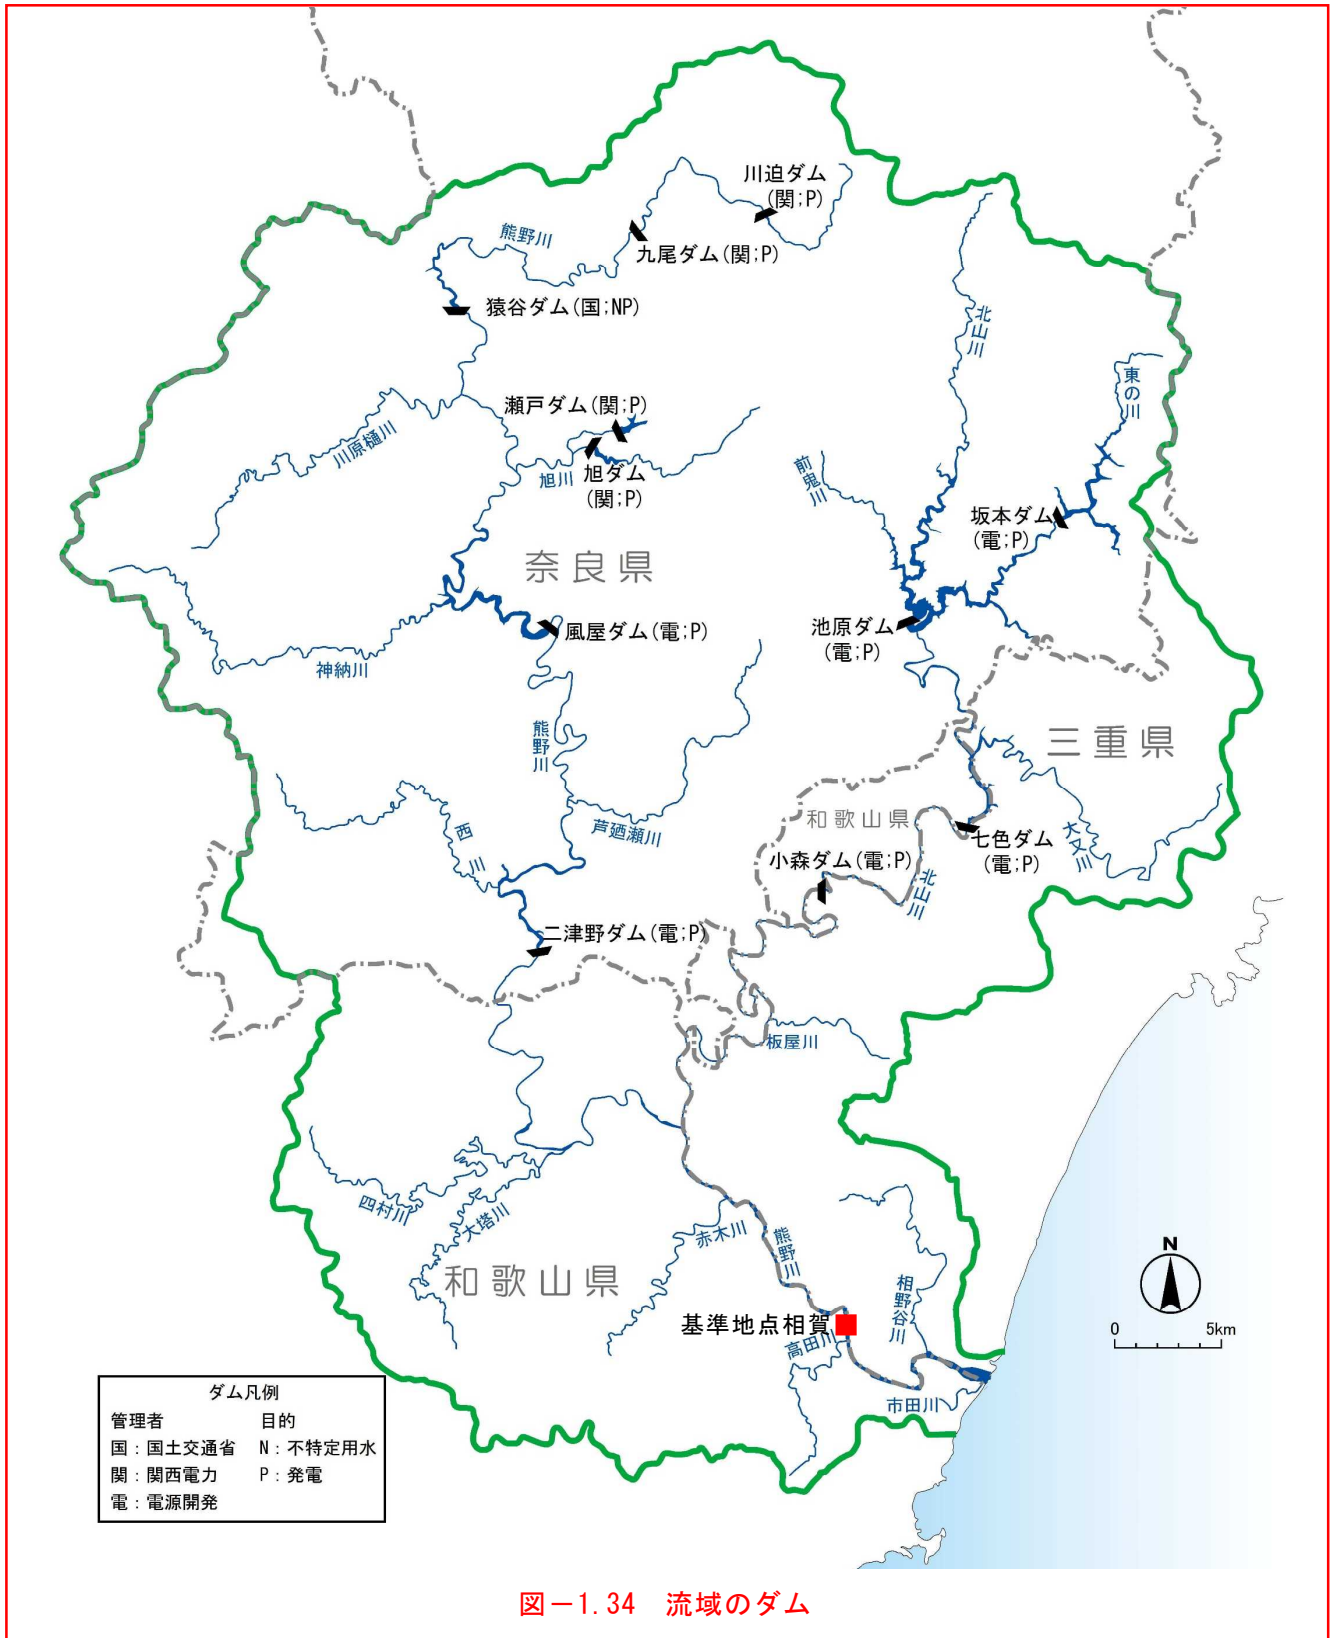 川迫ダム
(関;P)
熊野川
九尾ダム(関;P)
猿谷ダム(国;NP)
北山川
東の川
瀬戸ダム(関;P)
川原樋川
旭川
旭ダム
(関;P)
前鬼川
坂本ダム
(電;P)
奈良県
風屋ダム(電;P)
池原ダム
(電;P)
神納川
熊野川
三重県
和歌山県
西川
芦廼瀬川
七色ダム
(電;P)
大又川
小森ダム(電;P)
北山川
二津野ダム(電;P)
板屋川
四村川
大塔川
赤木川
熊野川
和歌山県
相野谷川
N
基準地点相賀
高田川
0 5km
市田川
ダム凡例
管理者 目的
国：国土交通省 N：不特定用水
関：関西電力 P：発電
電：電源開発
図－1.34 流域のダム